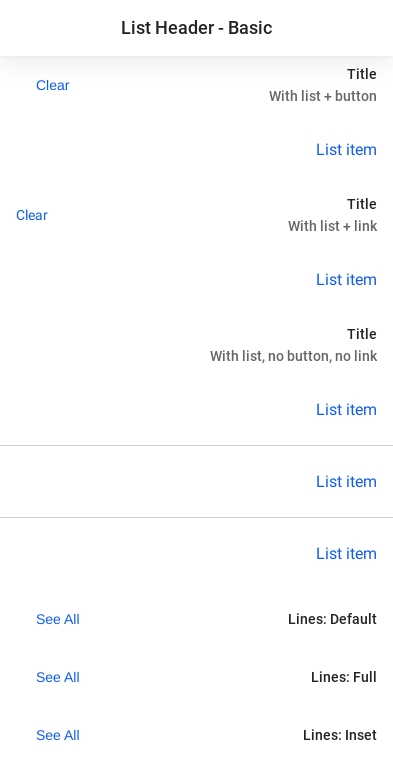 List Header - Basic
Title
With list + button
Clear
List item
Title
With list + link
Clear
List item
Title
With list, no button, no link
List item
List item
List item
Lines: Default
See All
Lines: Full
See All
Lines: Inset
See All